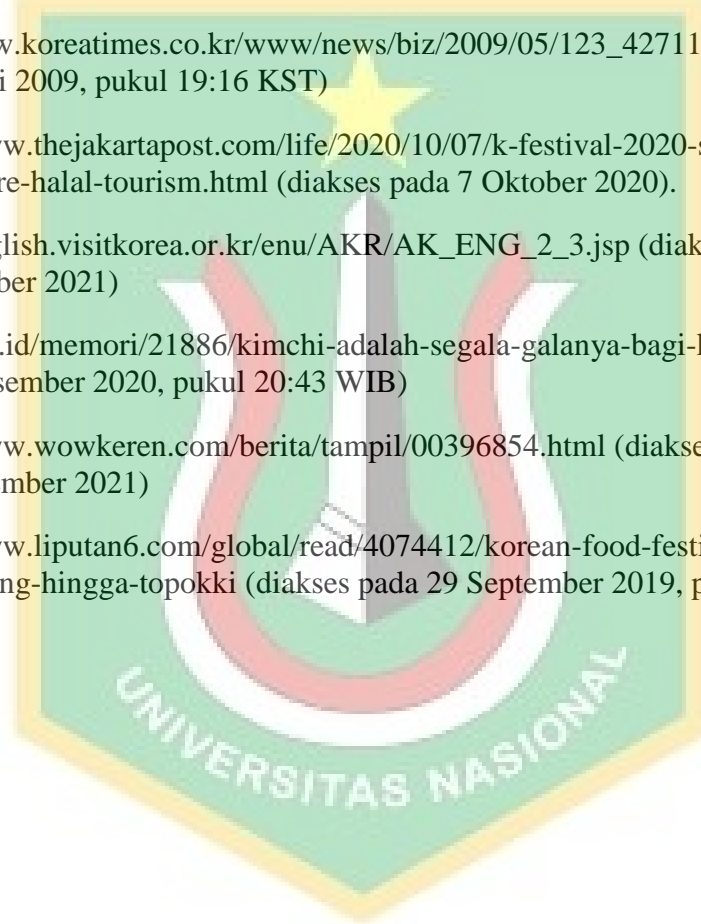 w.koreatimes.co.kr/www/news/biz/2009/05/123_42711
i 2009, pukul 19:16 KST)
ww.thejakartapost.com/life/2020/10/07/k-festival-2020-s
re-halal-tourism.html (diakses pada 7 Oktober 2020).
glish.visitkorea.or.kr/enu/AKR/AK_ENG_2_3.jsp (diak
ber 2021)
.id/memori/21886/kimchi-adalah-segala-galanya-bagi-k
sember 2020, pukul 20:43 WIB)
ww.wowkeren.com/berita/tampil/00396854.html (diakse
mber 2021)
ww.liputan6.com/global/read/4074412/korean-food-festi
ng-hingga-topokki (diakses pada 29 September 2019, p
UNIVERSITAS NASIONAL